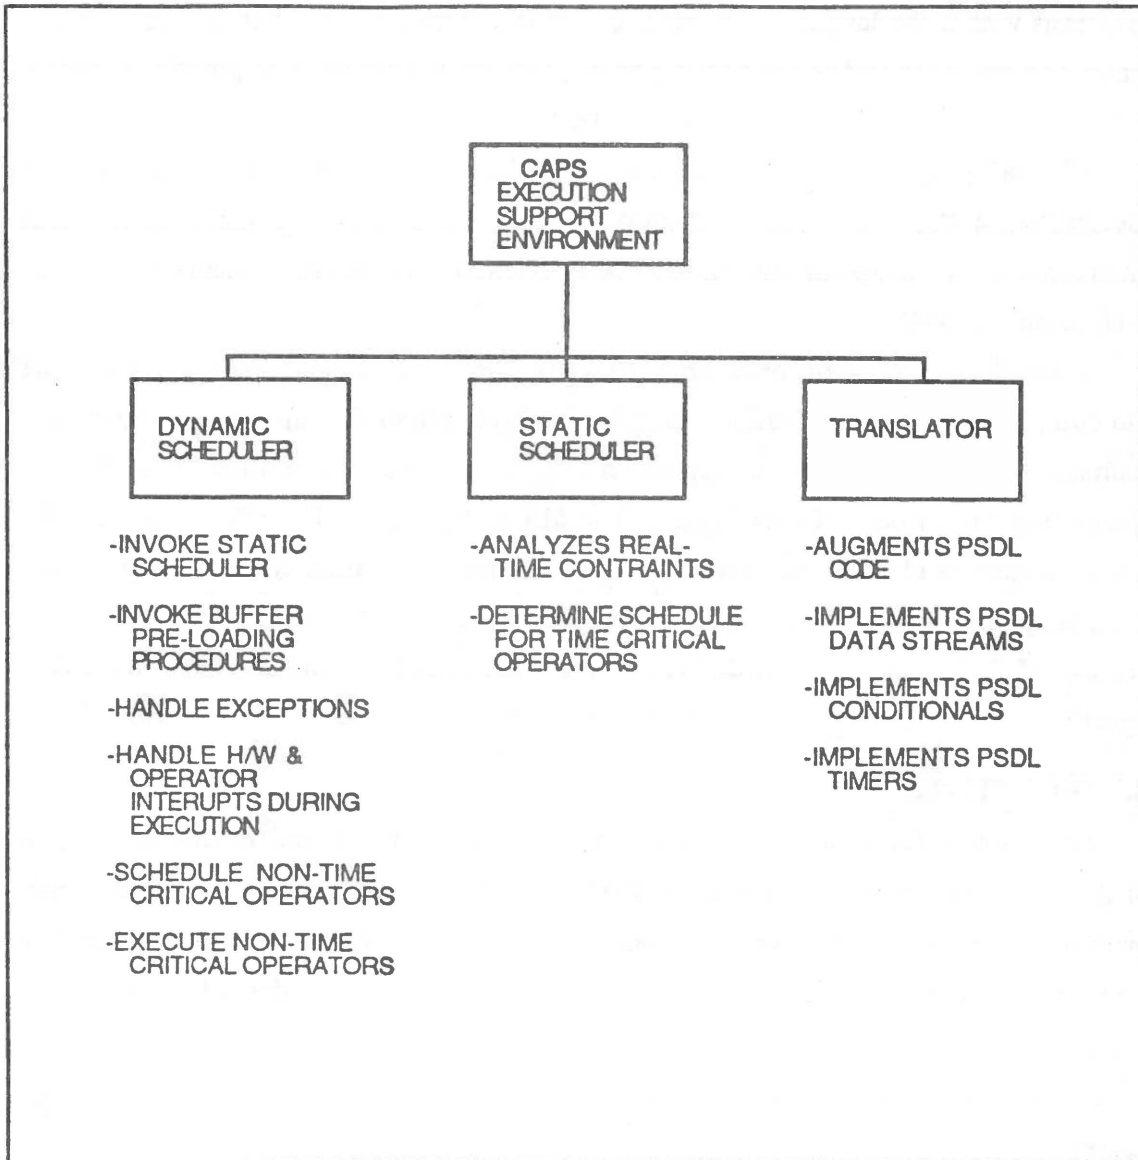 CAPS
EXECUTION
SUPPORT
ENVIRONMENT
DYNAMIC
SCHEDULER
STATIC
SCHEDULER
TRANSLATOR
-INVOKE STATIC
SCHEDULER
-INVOKE BUFFER
PRE-LOADING
PROCEDURES
-HANDLE EXCEPTIONS
-HANDLE H/W &
OPERATOR
INTERUPTS DURING
EXECUTION
-SCHEDULE NON-TIME
CRITICAL OPERATORS
-EXECUTE NON-TIME
CRITICAL OPERATORS
-ANALYZES REAL-
TIME CONTRAINTS
-DETERMINE SCHEDULE
FOR TIME CRITICAL
OPERATORS
-AUGMENTS PSDL
CODE
-IMPLEMENTS PSDL
DATA STREAMS
-IMPLEMENTS PSDL
CONDITIONALS
-IMPLEMENTS PSDL
TIMERS